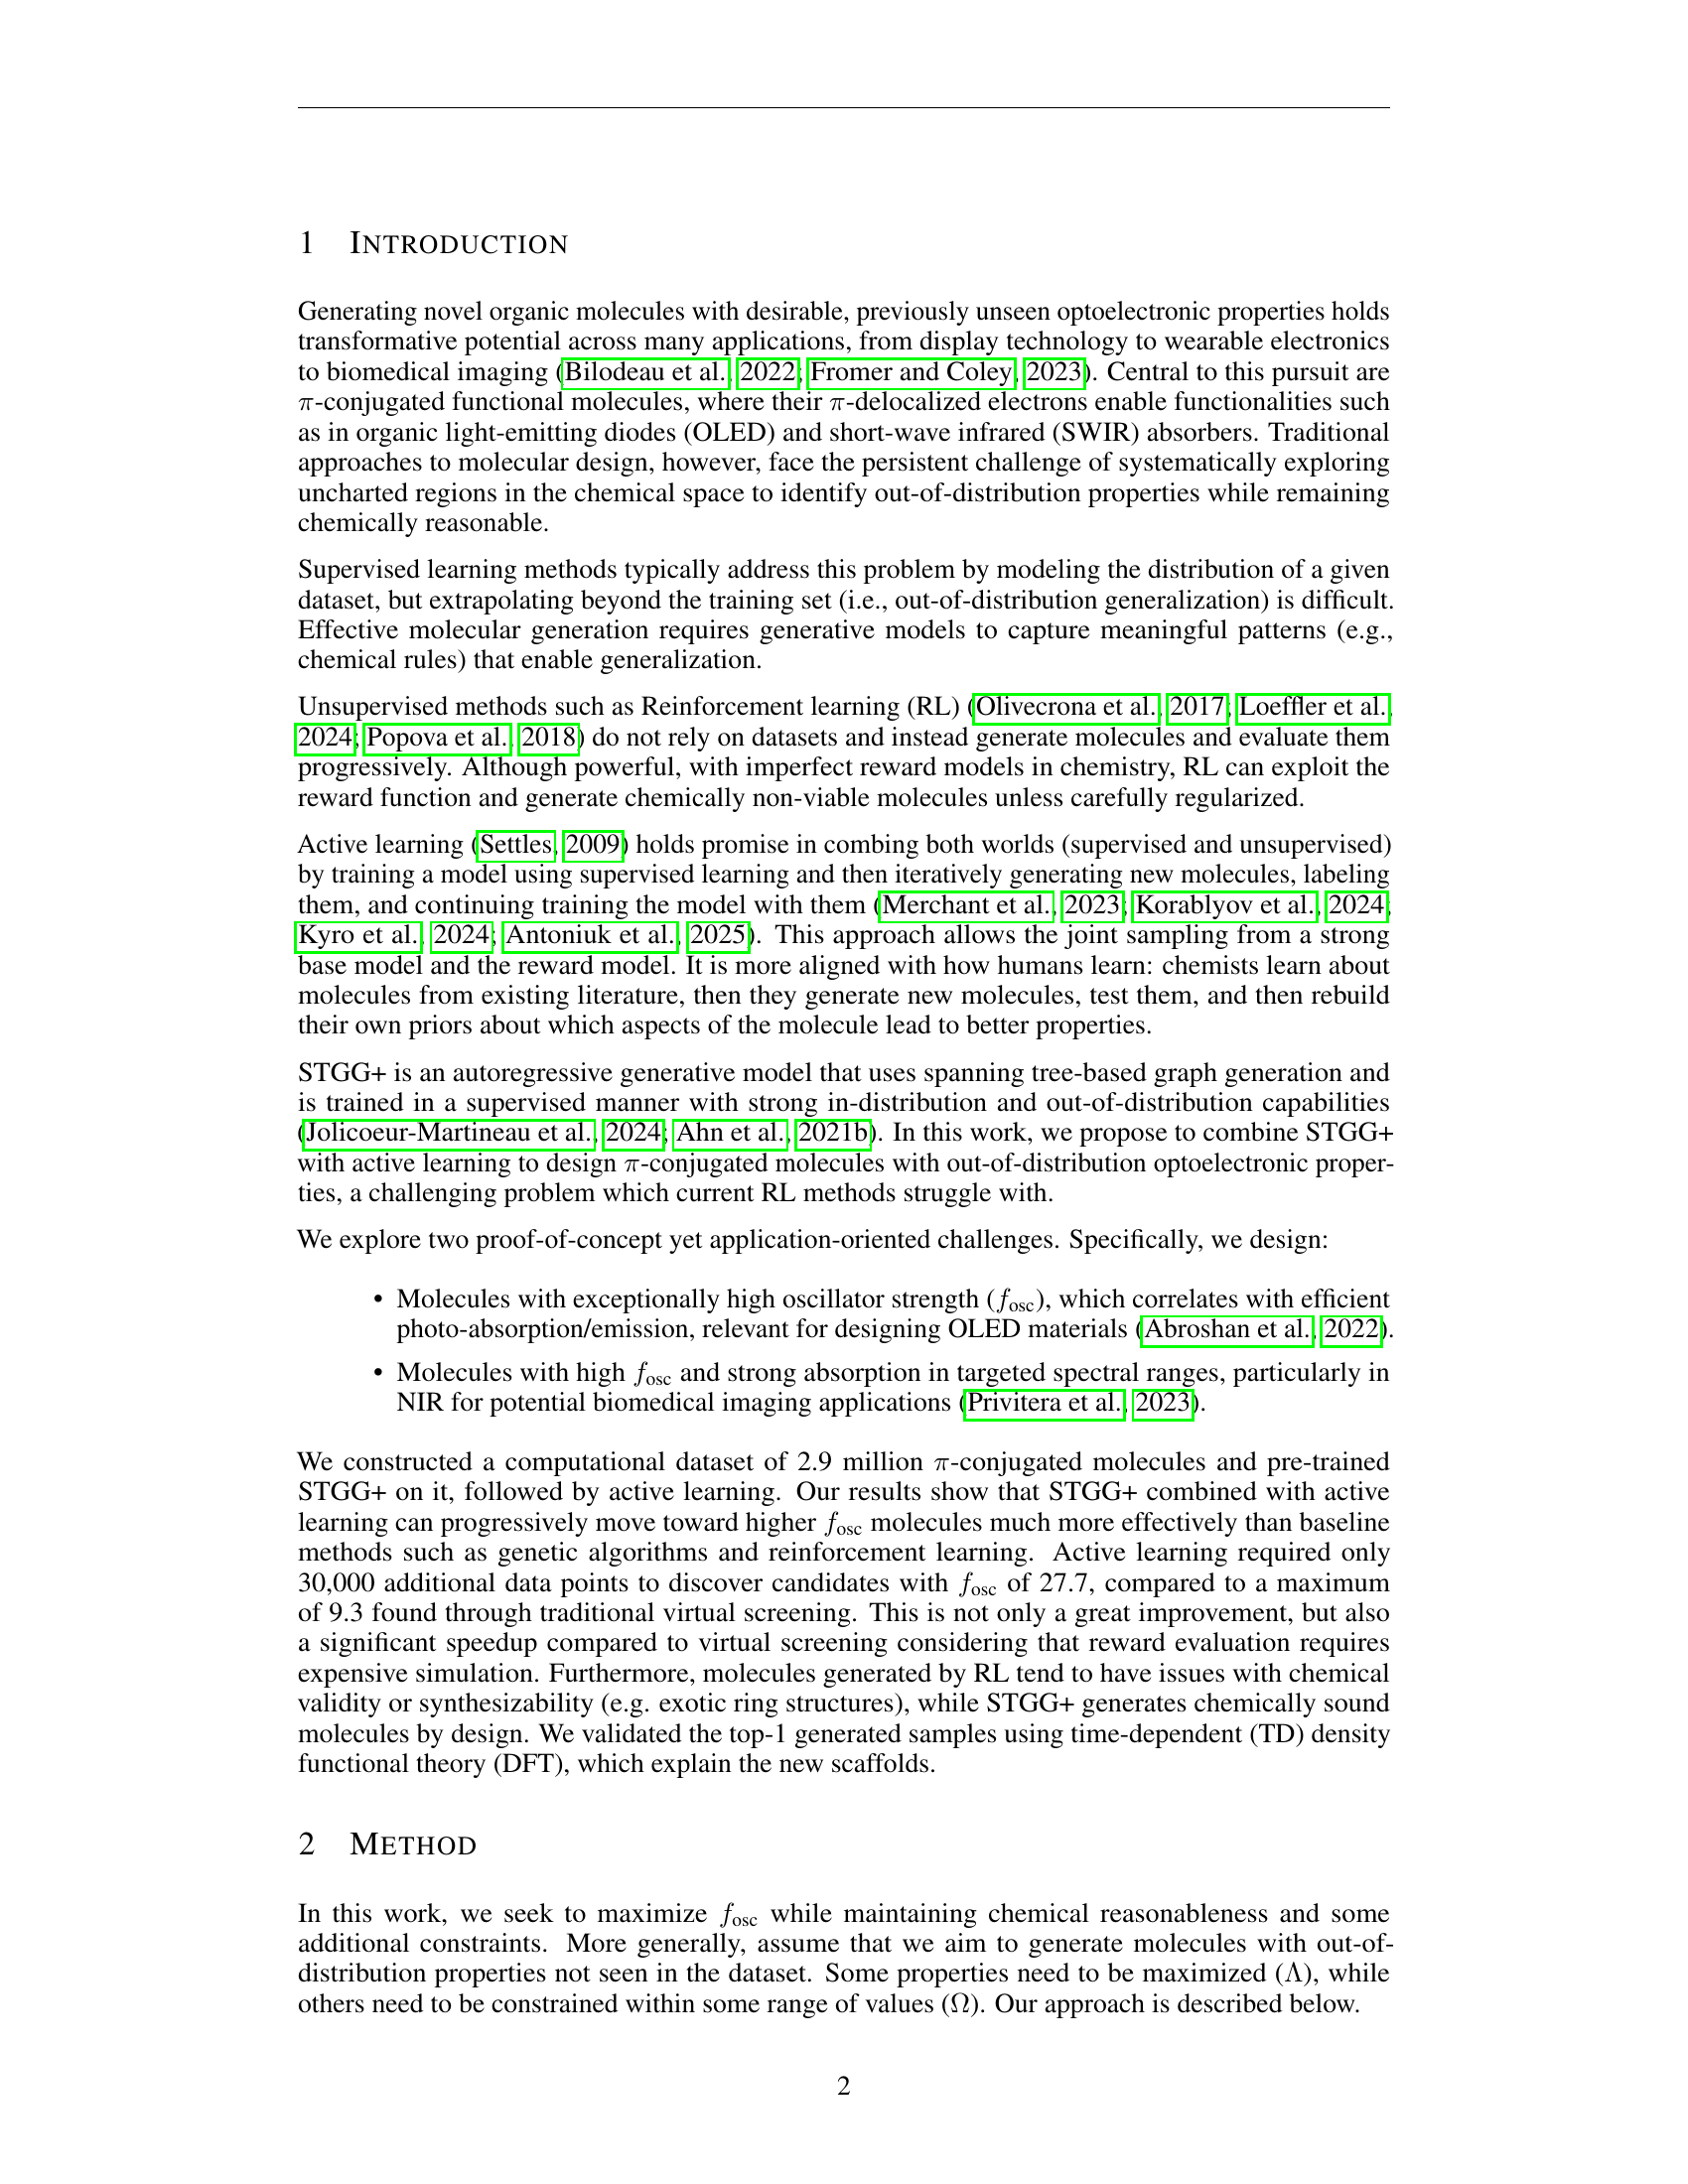 1 INTRODUCTION
Generating novel organic molecules with desirable, previously unseen optoelectronic properties holds
transformative potential across many applications, from display technology to wearable electronics
to biomedical imaging (Bilodeau et al., 2022; Fromer and Coley, 2023). Central to this pursuit are
π-conjugated functional molecules, where their π-delocalized electrons enable functionalities such
as in organic light-emitting diodes (OLED) and short-wave infrared (SWIR) absorbers. Traditional
approaches to molecular design, however, face the persistent challenge of systematically exploring
uncharted regions in the chemical space to identify out-of-distribution properties while remaining
chemically reasonable.
Supervised learning methods typically address this problem by modeling the distribution of a given
dataset, but extrapolating beyond the training set (i.e., out-of-distribution generalization) is difficult.
Effective molecular generation requires generative models to capture meaningful patterns (e.g.,
chemical rules) that enable generalization.
Unsupervised methods such as Reinforcement learning (RL) (Olivecrona et al., 2017; Loeffler et al.,
2024; Popova et al., 2018) do not rely on datasets and instead generate molecules and evaluate them
progressively. Although powerful, with imperfect reward models in chemistry, RL can exploit the
reward function and generate chemically non-viable molecules unless carefully regularized.
Active learning (Settles, 2009) holds promise in combing both worlds (supervised and unsupervised)
by training a model using supervised learning and then iteratively generating new molecules, labeling
them, and continuing training the model with them (Merchant et al., 2023; Korablyov et al., 2024;
Kyro et al., 2024; Antoniuk et al., 2025). This approach allows the joint sampling from a strong
base model and the reward model. It is more aligned with how humans learn: chemists learn about
molecules from existing literature, then they generate new molecules, test them, and then rebuild
their own priors about which aspects of the molecule lead to better properties.
STGG+ is an autoregressive generative model that uses spanning tree-based graph generation and
is trained in a supervised manner with strong in-distribution and out-of-distribution capabilities
(Jolicoeur-Martineau et al., 2024; Ahn et al., 2021b). In this work, we propose to combine STGG+
with active learning to design π-conjugated molecules with out-of-distribution optoelectronic proper-
ties, a challenging problem which current RL methods struggle with.
We explore two proof-of-concept yet application-oriented challenges. Specifically, we design:
• Molecules with exceptionally high oscillator strength (fosc), which correlates with efficient
photo-absorption/emission, relevant for designing OLED materials (Abroshan et al., 2022).
• Molecules with high fosc and strong absorption in targeted spectral ranges, particularly in
NIR for potential biomedical imaging applications (Privitera et al., 2023).
We constructed a computational dataset of 2.9 million π-conjugated molecules and pre-trained
STGG+ on it, followed by active learning. Our results show that STGG+ combined with active
learning can progressively move toward higher fosc molecules much more effectively than baseline
methods such as genetic algorithms and reinforcement learning. Active learning required only
30,000 additional data points to discover candidates with fosc of 27.7, compared to a maximum
of 9.3 found through traditional virtual screening. This is not only a great improvement, but also
a significant speedup compared to virtual screening considering that reward evaluation requires
expensive simulation. Furthermore, molecules generated by RL tend to have issues with chemical
validity or synthesizability (e.g. exotic ring structures), while STGG+ generates chemically sound
molecules by design. We validated the top-1 generated samples using time-dependent (TD) density
functional theory (DFT), which explain the new scaffolds.
2 METHOD
In this work, we seek to maximize fosc while maintaining chemical reasonableness and some
additional constraints. More generally, assume that we aim to generate molecules with out-of-
distribution properties not seen in the dataset. Some properties need to be maximized (Λ), while
others need to be constrained within some range of values (Ω). Our approach is described below.
2